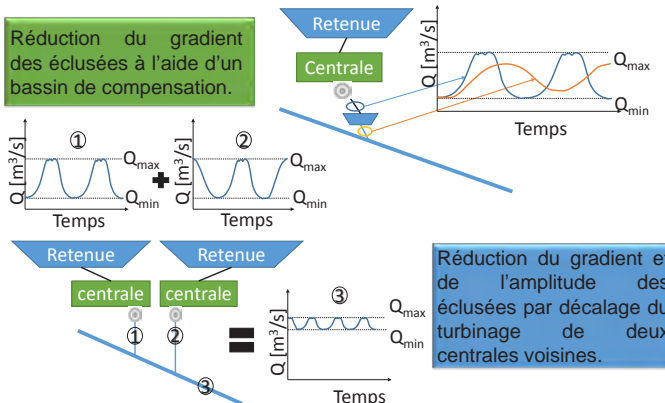 Réduction du gradient
des éclusées à l’aide d’un
bassin de compensation.
Retenue
Centrale
Q [m³/s]
Qmax
Qmin
Temps
①
Q [m³/s]
Temps
+
②
Q [m³/s]
Qmax
Qmin
Temps
Retenue
Retenue
centrale
centrale
①
②
③
=
③
Q [m³/s]
Qmax
Qmin
Temps
Réduction du gradient et
de l’amplitude des
éclusées par décalage du
turbinage de deux
centrales voisines.